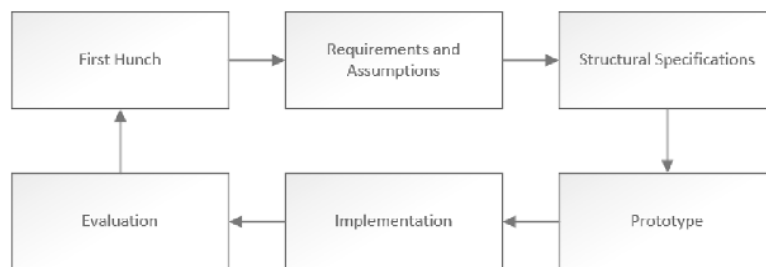 First Hunch
Requirements and
Assumptions
Structural Specifications
Evaluation
Implementation
Prototype